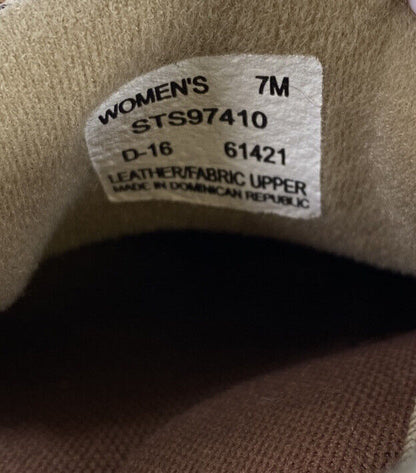 WOMEN'S 7M
STS97410
D-16 61421
LEATHER/FABRIC UPPER
MADE IN DOMINICAN REPUBLIC